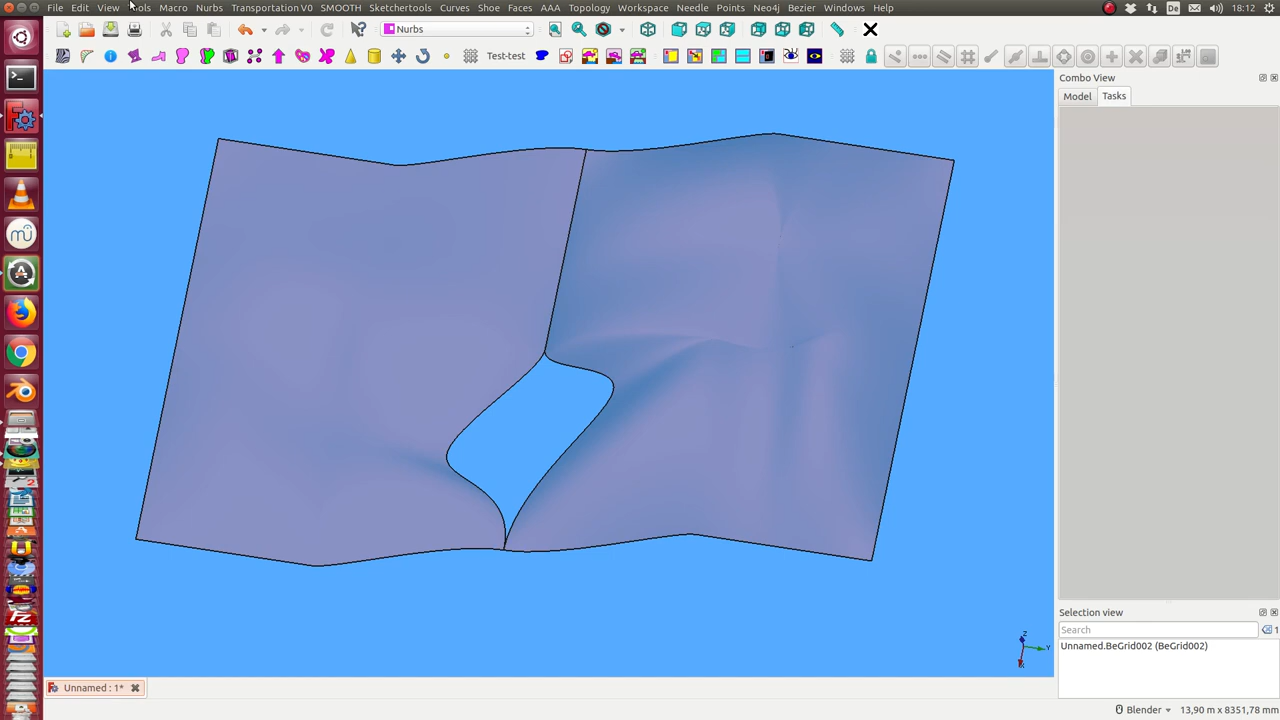 File Edit View Tools Macro Nurbs Transportation V0 SMOOTH Sketchertools Curves Shoe Faces AAA Topology Workspace Needle Points Neo4j Bezier Windows Help
De 18:12
Nurbs
Test-test
Combo View
Model Tasks
Selection view
Search
1
Unnamed.BeGrid002 (BeGrid002)
Z
Y
Unnamed : 1*
Blender 13,90 m x 8351,78 mm